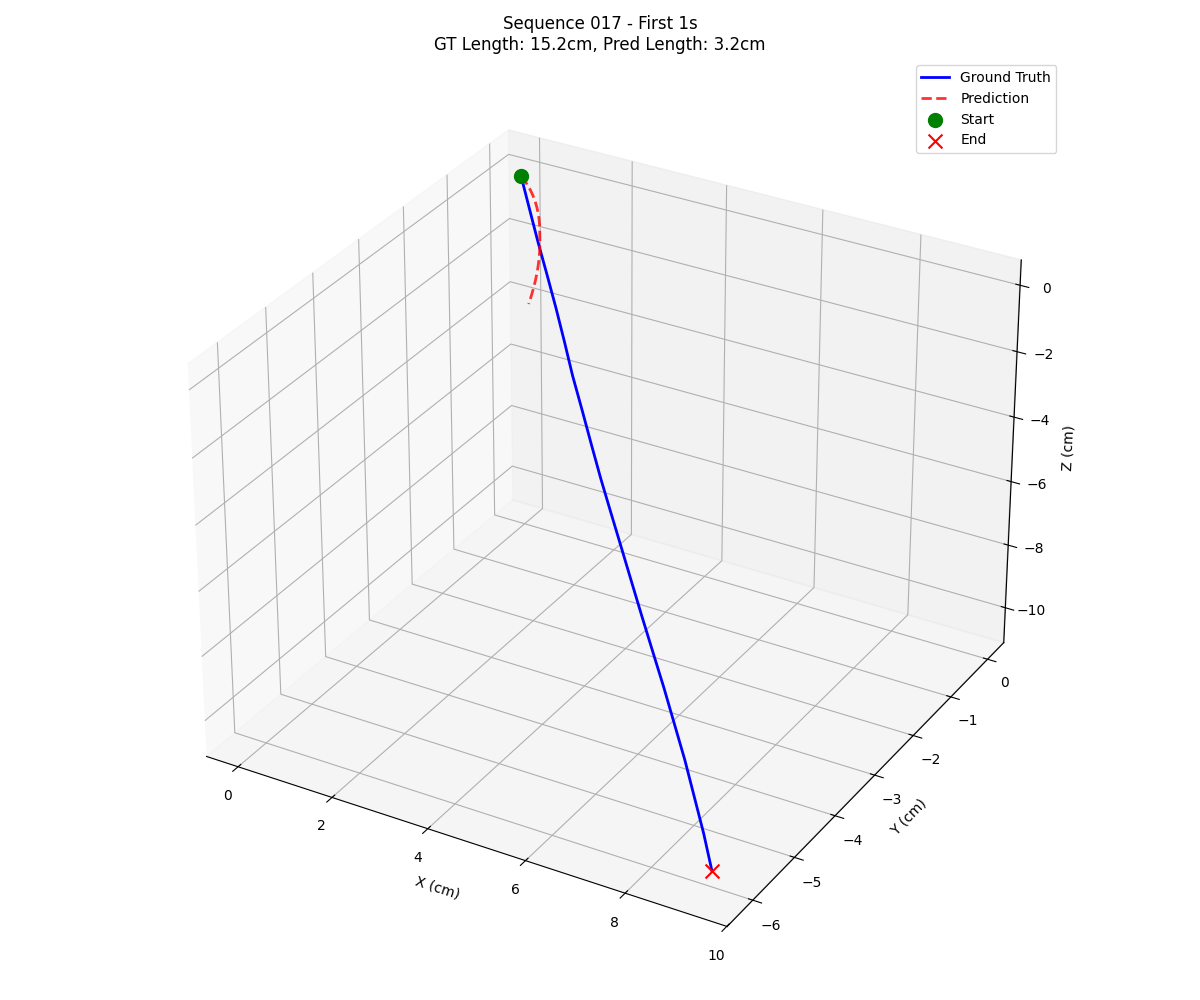 Sequence 017 - First 1s
GT Length: 15.2cm, Pred Length: 3.2cm
Ground Truth
Prediction
Start
End
0
−2
−4
−6
−8
−10
Z (cm)
0
−1
−2
−3
−4
−5
−6
Y (cm)
0
2
4
6
8
10
X (cm)